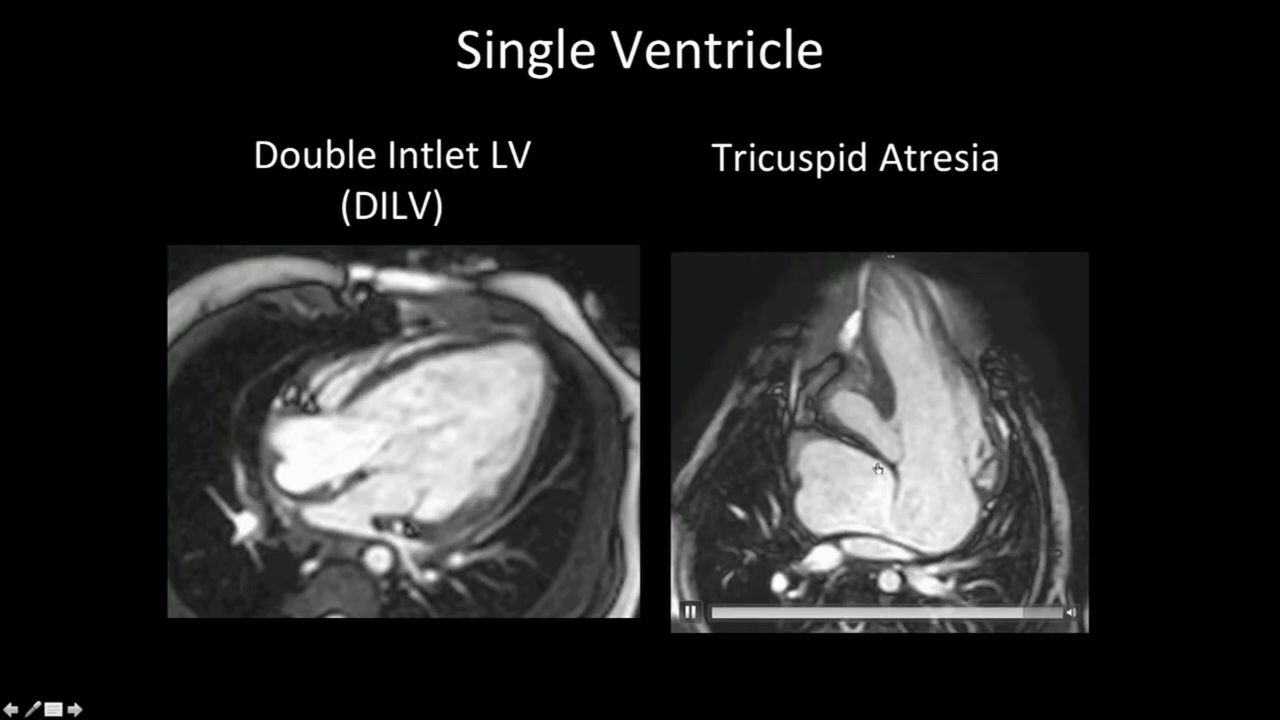 Single Ventricle
Double Intlet LV
(DILV)
Tricuspid Atresia